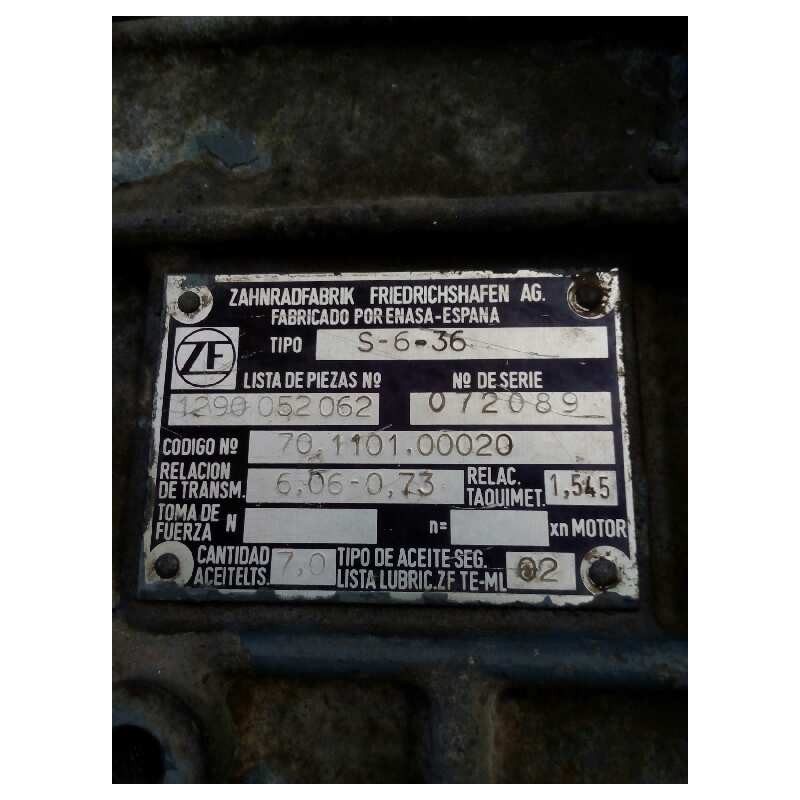 ZAHNRADFABRIK FRIEDRICHSHAFEN AG.
FABRICADO POR ENASA-ESPANA
ZF
TIPO S-6-36
LISTA DE PIEZAS Nº Nº DE SERIE
1290 052 062 072089
CODIGO Nº 70.1101.00020
RELACION DE TRANSM. 6,06-0,73 RELAC. TAQUIMET. 1,545
TOMA DE FUERZA N n= xn MOTOR
CANTIDAD ACEITELTS. 7,0 TIPO DE ACEITE SEG. LISTA LUBRIC.ZF TE-ML 02